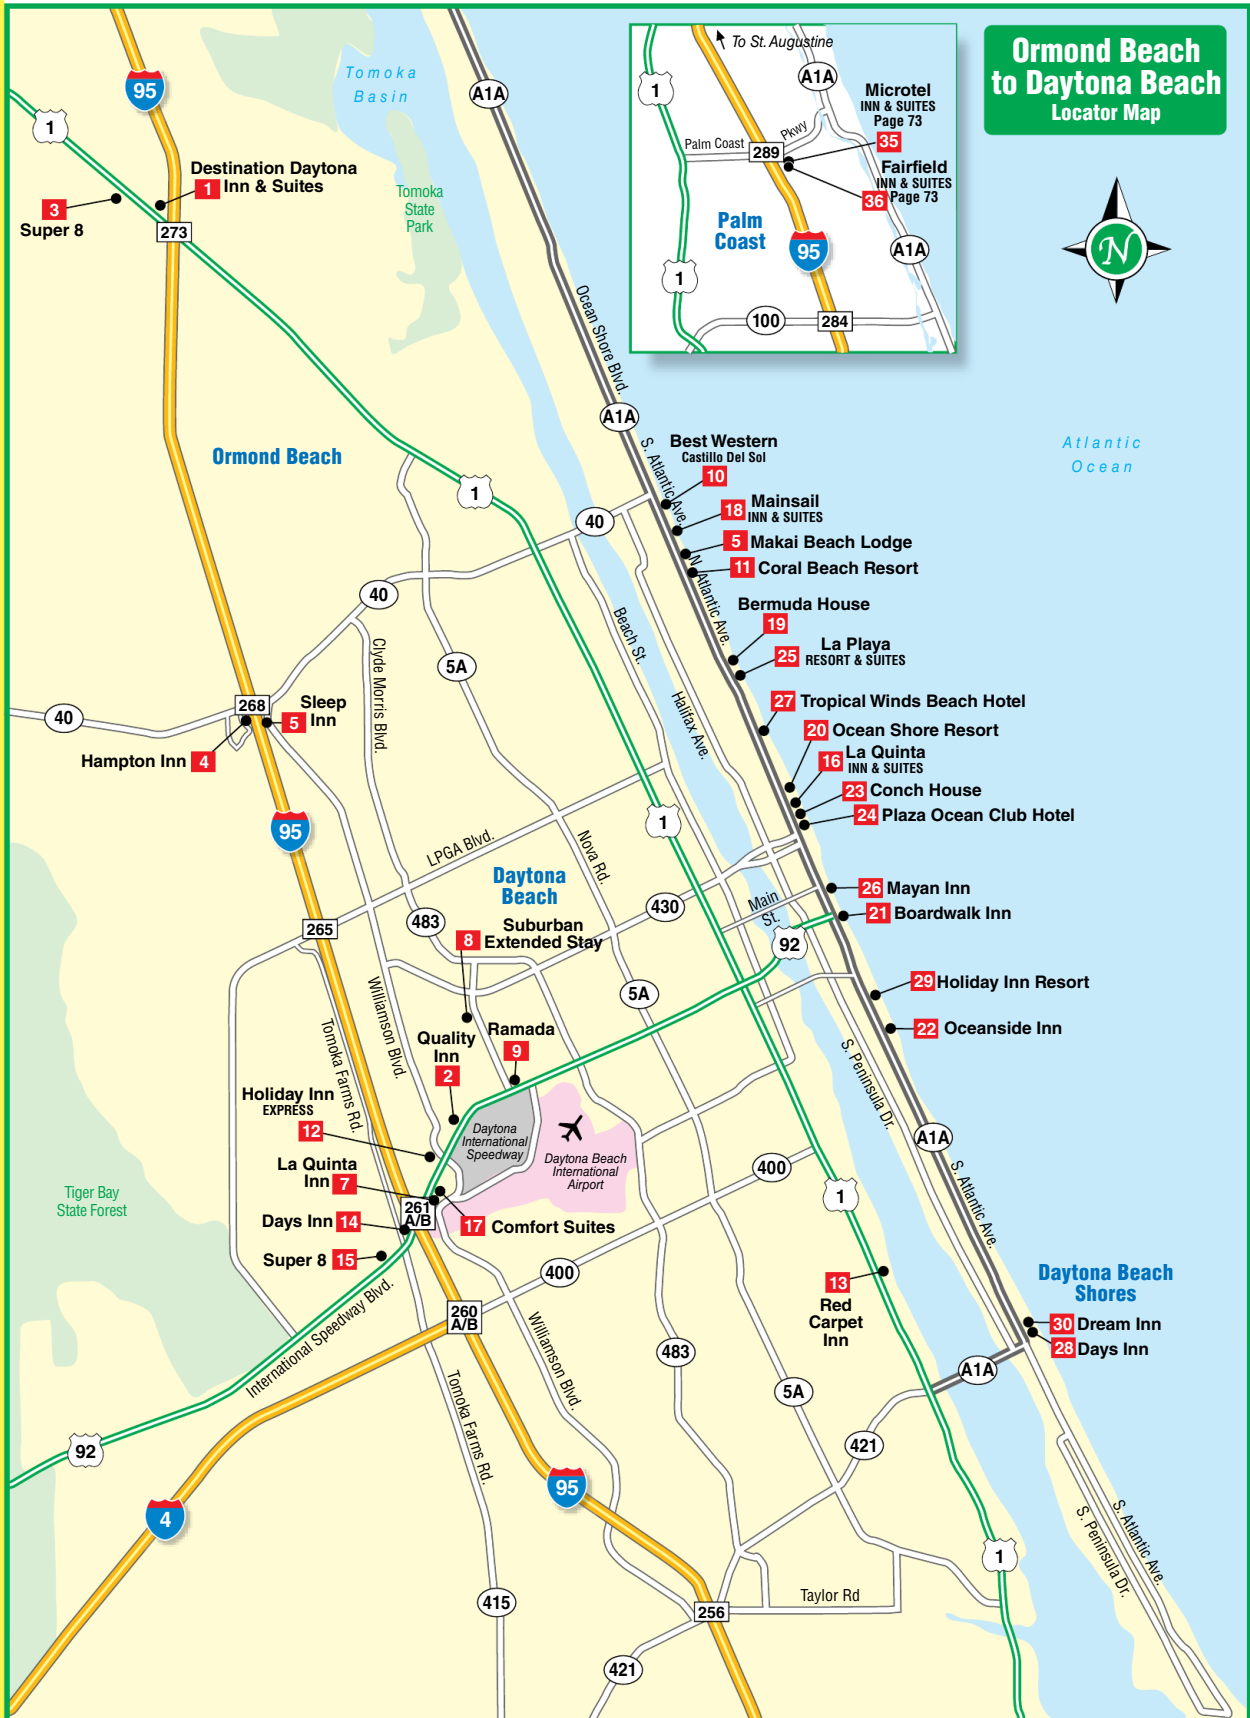 Ormond Beach
to Daytona Beach
Locator Map
To St. Augustine
A1A
1
Microtel
INN & SUITES
Page 73
35
Palm Coast Pkwy
289
Fairfield
INN & SUITES
Page 73
36
Palm
Coast
95
A1A
1
100
284
N
95
1
Tomoka
Basin
A1A
Destination Daytona
Inn & Suites
1
3
Super 8
273
Tomoka
State
Park
Ocean Shore Blvd.
A1A
Atlantic
Ocean
Ormond Beach
1
40
S. Atlantic Ave.
Best Western
Castillo Del Sol
10
18
Mainsail
INN & SUITES
5 Makai Beach Lodge
11 Coral Beach Resort
N. Atlantic Ave.
40
Beach St.
Bermuda House
19
La Playa
25 RESORT & SUITES
Clyde Morris Blvd.
5A
Halifax Ave.
27 Tropical Winds Beach Hotel
20 Ocean Shore Resort
16 La Quinta
INN & SUITES
23 Conch House
24 Plaza Ocean Club Hotel
40
268
Sleep
Inn
5
Hampton Inn 4
95
1
LPGA Blvd.
Nova Rd.
Daytona
Beach
430
Main
St.
26 Mayan Inn
21 Boardwalk Inn
483
265
Suburban
8 Extended Stay
92
5A
29 Holiday Inn Resort
22 Oceanside Inn
Williamson Blvd.
Tomoka Farms Rd.
Quality
Inn
2
Ramada
9
S. Peninsula Dr.
Holiday Inn
EXPRESS
12
Daytona
International
Speedway
Daytona Beach
International
Airport
A1A
S. Atlantic Ave.
La Quinta
Inn 7
400
1
Tiger Bay
State Forest
261
A/B
Days Inn 14
17 Comfort Suites
Super 8 15
400
13
Red
Carpet
Inn
Daytona Beach
Shores
30 Dream Inn
28 Days Inn
International Speedway Blvd.
260
A/B
Williamson Blvd.
483
A1A
Tomoka Farms Rd.
5A
92
421
95
4
S. Atlantic Ave.
S. Peninsula Dr.
1
415
Taylor Rd
256
421